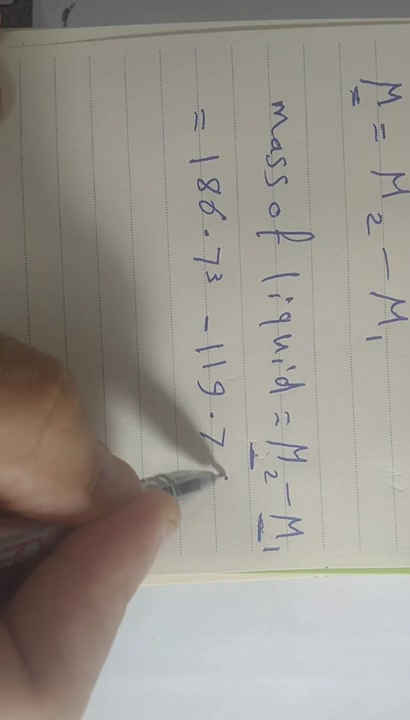 M = M2 - M1
mass of liquid = M2 - M1
= 186.73 - 119.7